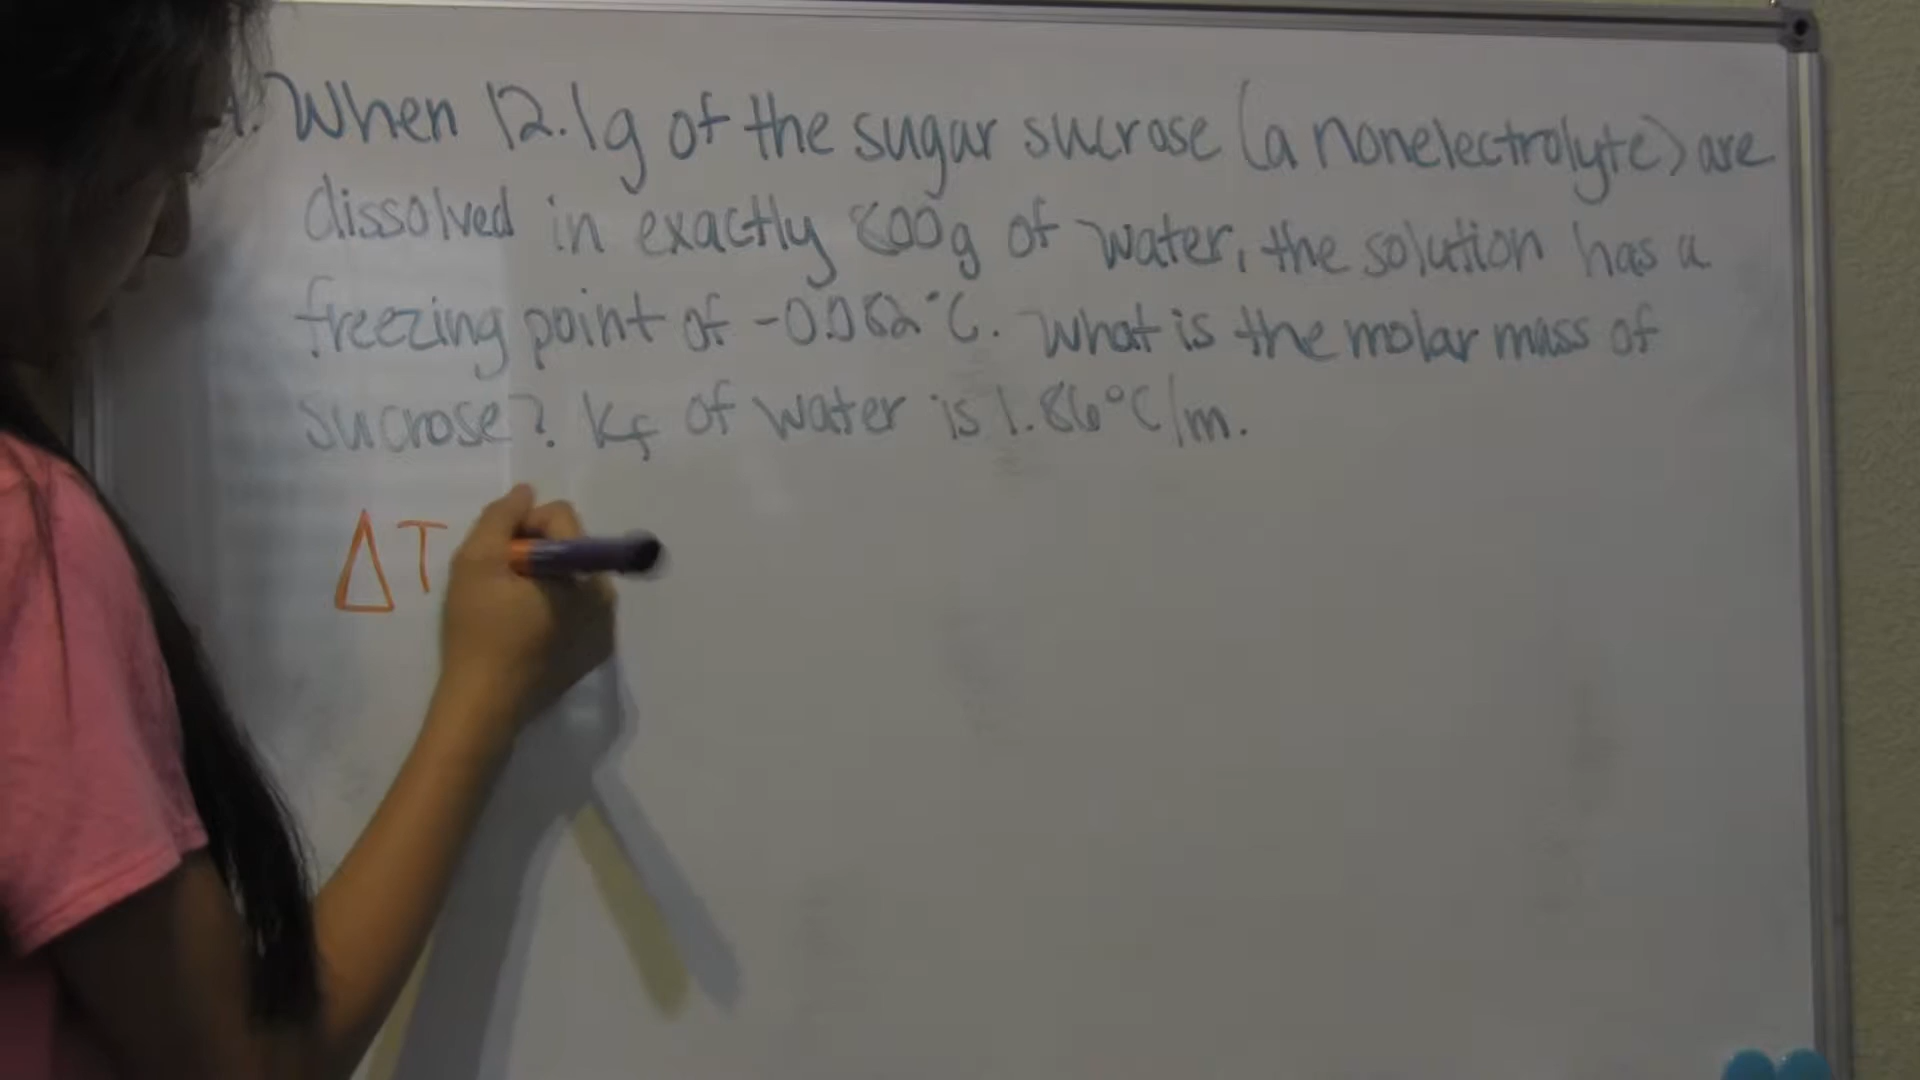 1. When 12.1g of the sugar sucrose (a nonelectrolyte) are
dissolved in exactly 800g of water, the solution has a
freezing point of -0.082°C. What is the molar mass of
sucrose? Kf of water is 1.86°C/m.
ΔT